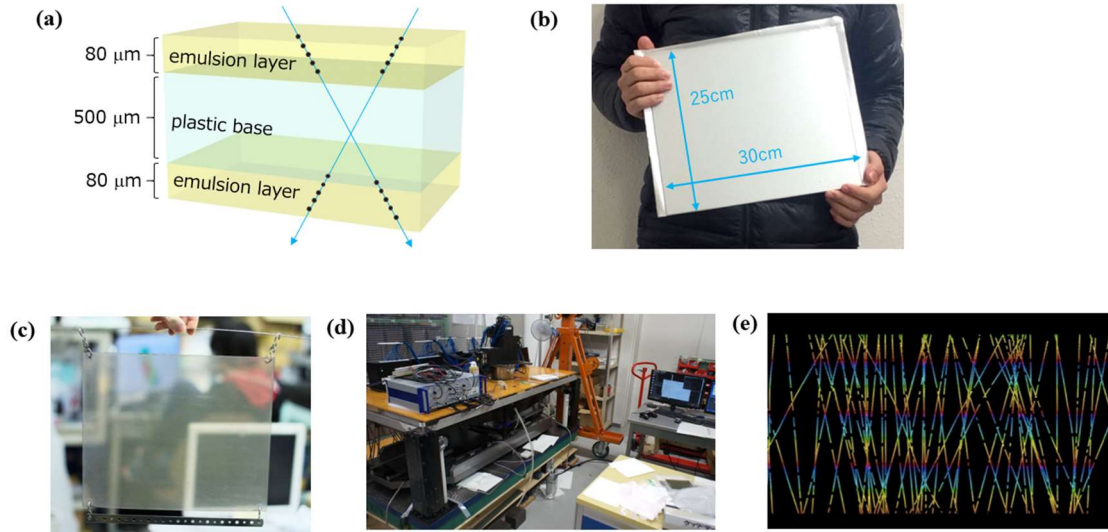 (a)
80 μm
emulsion layer
500 μm
plastic base
80 μm
emulsion layer
(b)
25cm
30cm
(c)
(d)
(e)